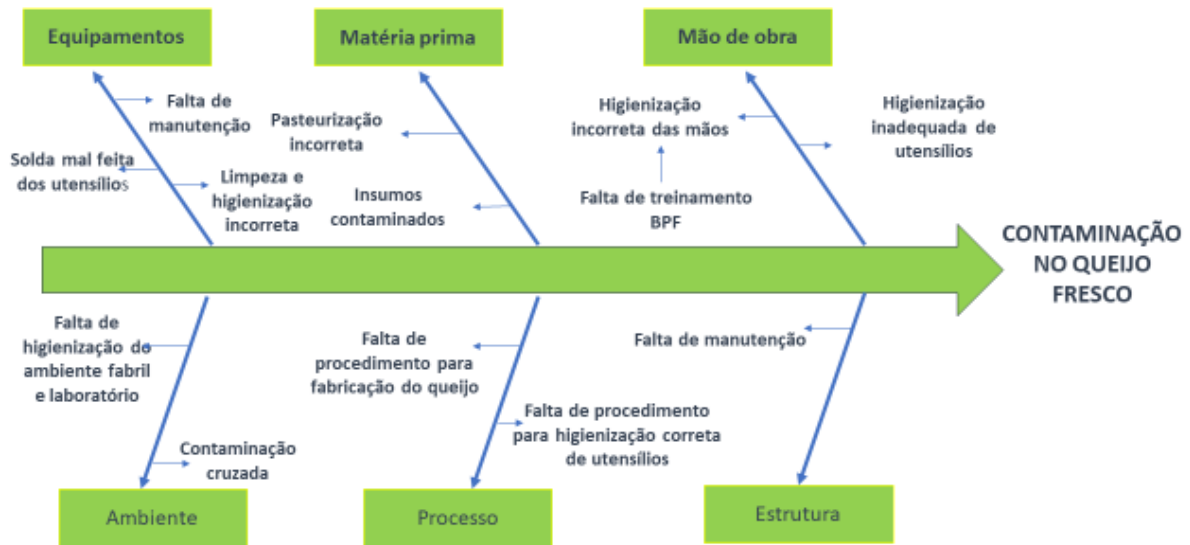 Equipamentos
Matéria prima
Mão de obra
Falta de
manutenção
Solda mal feita
dos utensílios
Limpeza e
higienização
incorreta
Pasteurização
incorreta
Insumos
contaminados
Higienização
incorreta das mãos
Falta de treinamento
BPF
Higienização
inadequada de
utensílios
CONTAMINAÇÃO
NO QUEIJO
FRESCO
Falta de
higienização do
ambiente fabril
e laboratório
Contaminação
cruzada
Falta de
procedimento para
fabricação do queijo
Falta de procedimento
para higienização correta
de utensílios
Falta de manutenção
Ambiente
Processo
Estrutura